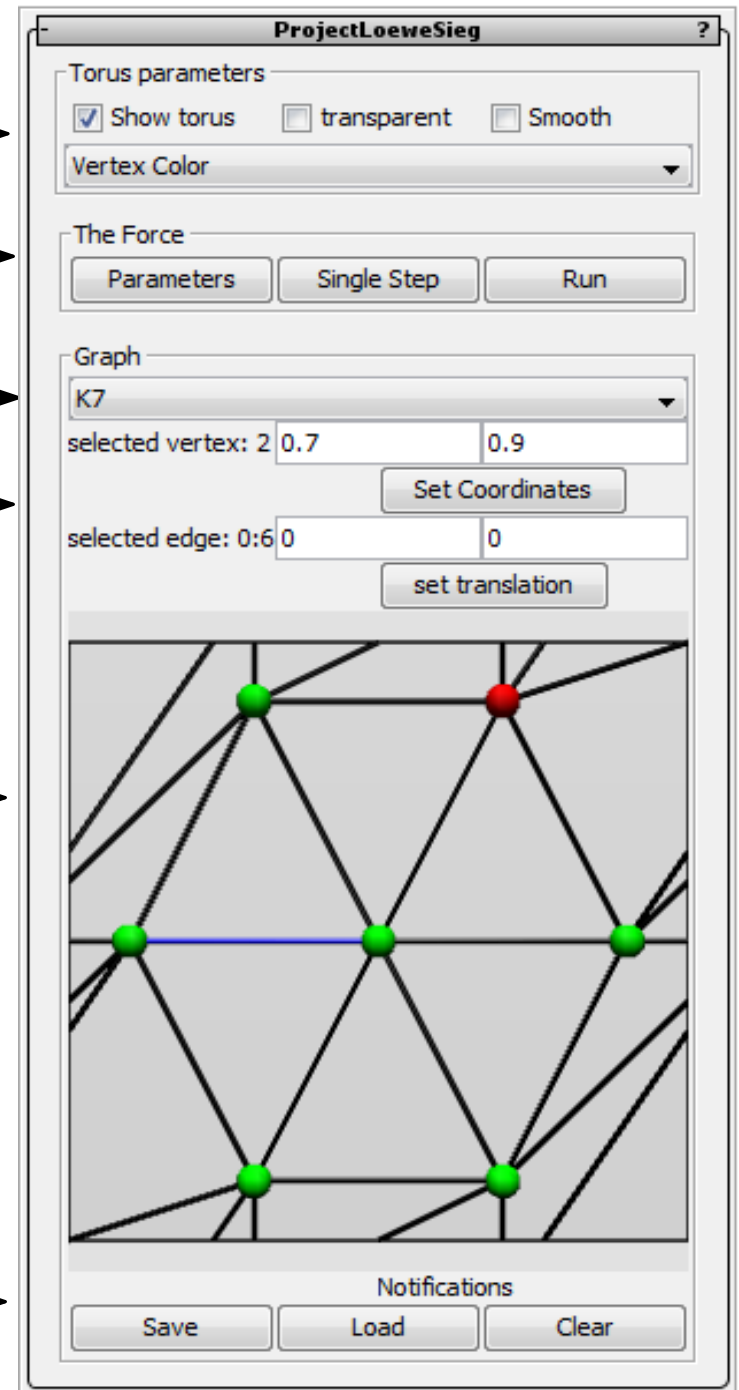 - ProjectLoeweSieg ?
Torus parameters
Show torus transparent Smooth
Vertex Color
The Force
Parameters Single Step Run
Graph
K7
selected vertex: 2 0.7 0.9
Set Coordinates
selected edge: 0:6 0 0
set translation
Notifications
Save Load Clear